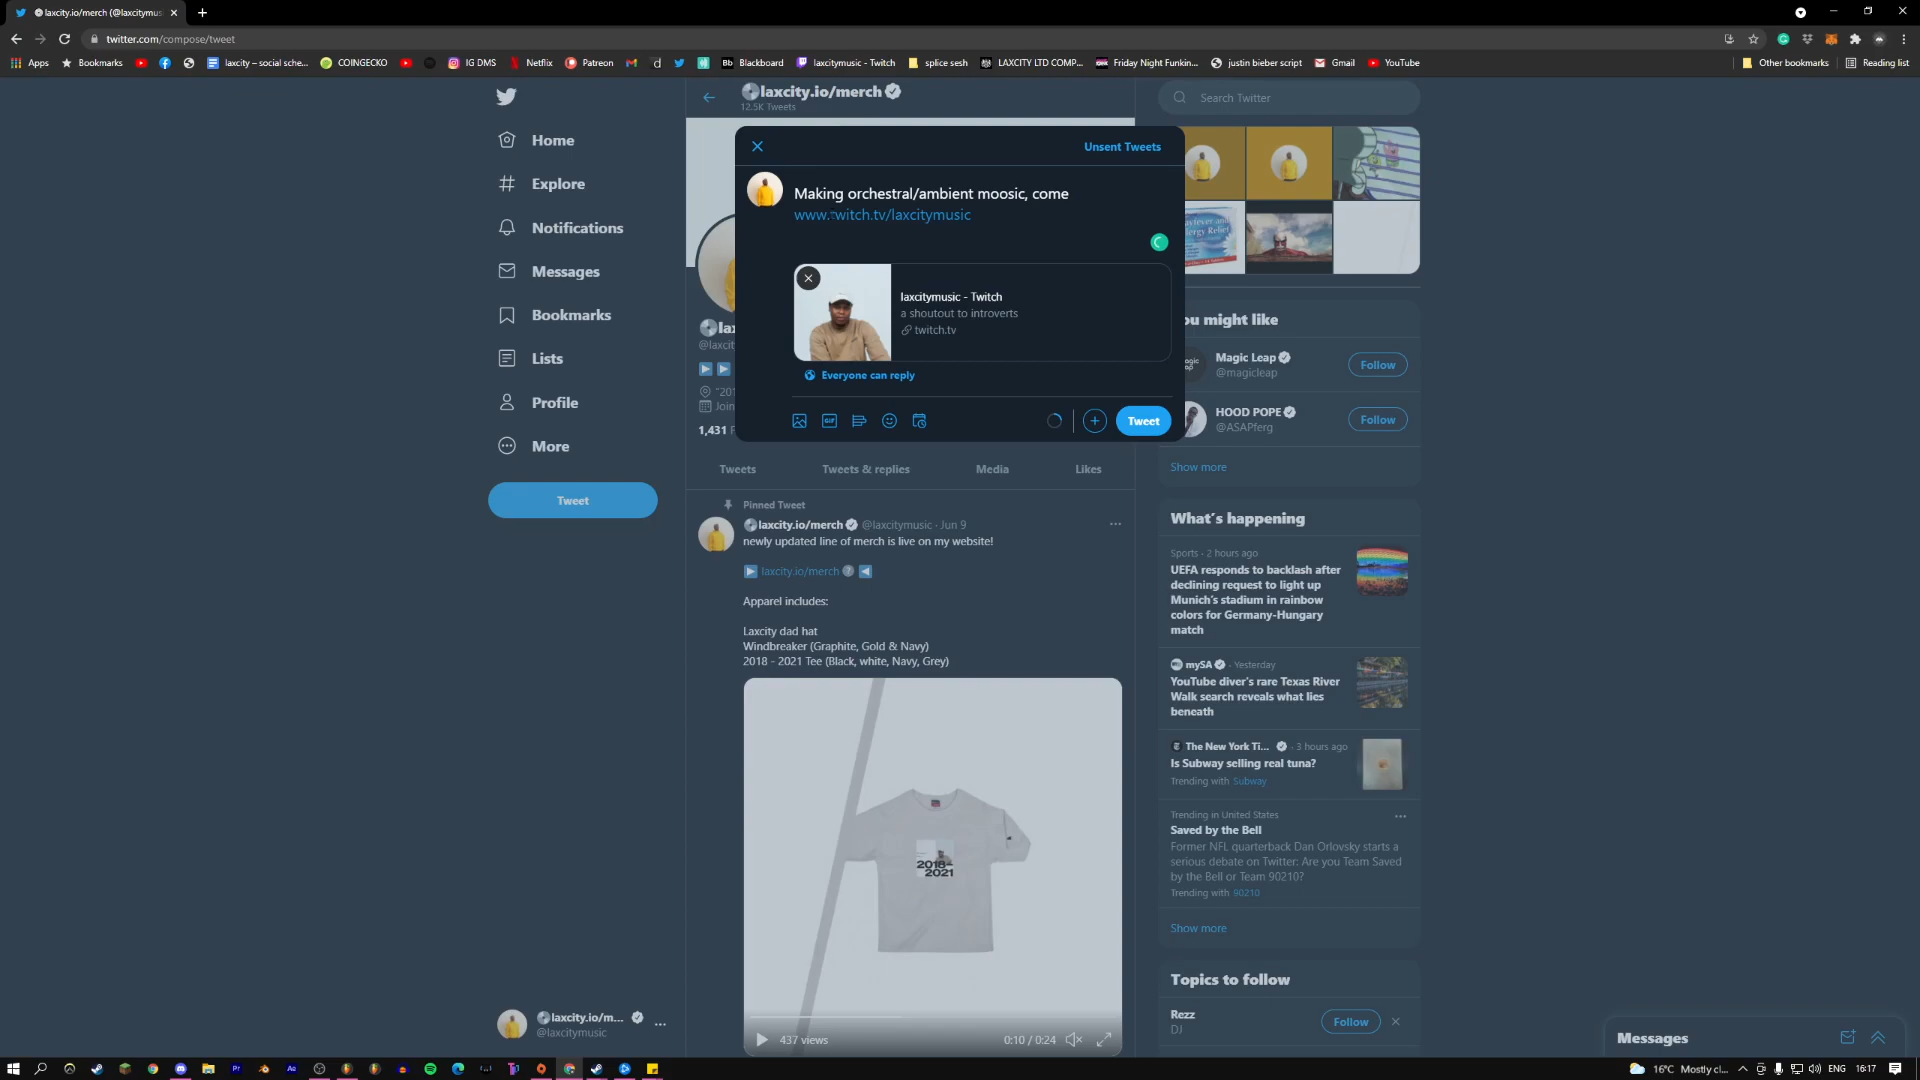 laxcity.io/merch (@laxcitymusi
twitter.com/compose/tweet
Apps
Bookmarks
laxcity – social sche...
COINGECKO
IG DMS
Netflix
Patreon
Blackboard
laxcitymusic - Twitch
splice sesh
LAXCITY LTD COMP...
Friday Night Funkin...
justin bieber script
Gmail
YouTube
Other bookmarks
Reading list
Home
Explore
Notifications
Messages
Bookmarks
Lists
Profile
More
Tweet
laxcity.io/m...
@laxcitymusic
laxcity.io/merch
12.5K Tweets
Unsent Tweets
Making orchestral/ambient moosic, come
www.twitch.tv/laxcitymusic
laxcitymusic - Twitch
a shoutout to introverts
twitch.tv
Everyone can reply
GIF
Tweet
@laxcit
"201
Join
1,431
Tweets
Tweets & replies
Media
Likes
Pinned Tweet
laxcity.io/merch @laxcitymusic · Jun 9
newly updated line of merch is live on my website!
laxcity.io/merch
Apparel includes:
Laxcity dad hat
Windbreaker (Graphite, Gold & Navy)
2018 - 2021 Tee (Black, white, Navy, Grey)
2018-
2021
437 views
0:10 / 0:24
Search Twitter
You might like
Magic Leap
@magicleap
Follow
HOOD POPE
@ASAPferg
Follow
Show more
What's happening
Sports · 2 hours ago
UEFA responds to backlash after
declining request to light up
Munich's stadium in rainbow
colors for Germany-Hungary
match
mySA · Yesterday
YouTube diver's rare Texas River
Walk search reveals what lies
beneath
The New York Ti... · 3 hours ago
Is Subway selling real tuna?
Trending with Subway
Trending in United States
Saved by the Bell
Former NFL quarterback Dan Orlovsky starts a
serious debate on Twitter: Are you Team Saved
by the Bell or Team 90210?
Trending with 90210
Show more
Topics to follow
Rezz
DJ
Follow
Messages
16°C Mostly cl...
ENG
16:17